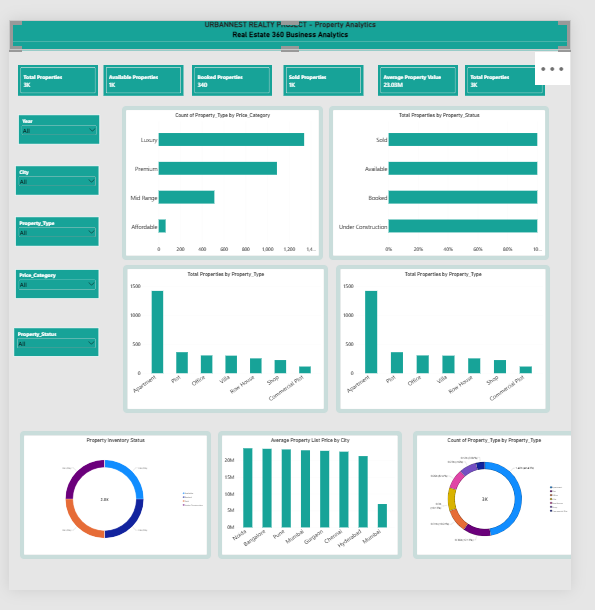 URBANNEST REALTY PROJECT – Property Analytics
Real Estate 360 Business Analytics
Total Properties
3K
Available Properties
1K
Booked Properties
340
Sold Properties
1K
Average Property Value
23.03M
Total Properties
3K
Year
All
City
All
Property_Type
All
Price_Category
All
Property_Status
All
Count of Property_Type by Price_Category
Luxury
Premium
Mid Range
Affordable
0 200 400 600 800 1,000 1,200 1,4...
Total Properties by Property_Status
Sold
Available
Booked
Under Construction
0% 20% 40% 60% 80% 10...
Total Properties by Property_Type
1500
1000
500
0
Apartment Plot Office Villa Row House Shop Commercial Plot
Total Properties by Property_Type
1500
1000
500
0
Apartment Plot Office Villa Row House Shop Commercial Plot
Property Inventory Status
Average Property List Price by City
20M
15M
10M
5M
0M
Noida Bangalore Pune Mumbai Gurgaon Chennai Hyderabad Mumbai
Count of Property_Type by Property_Type
3K